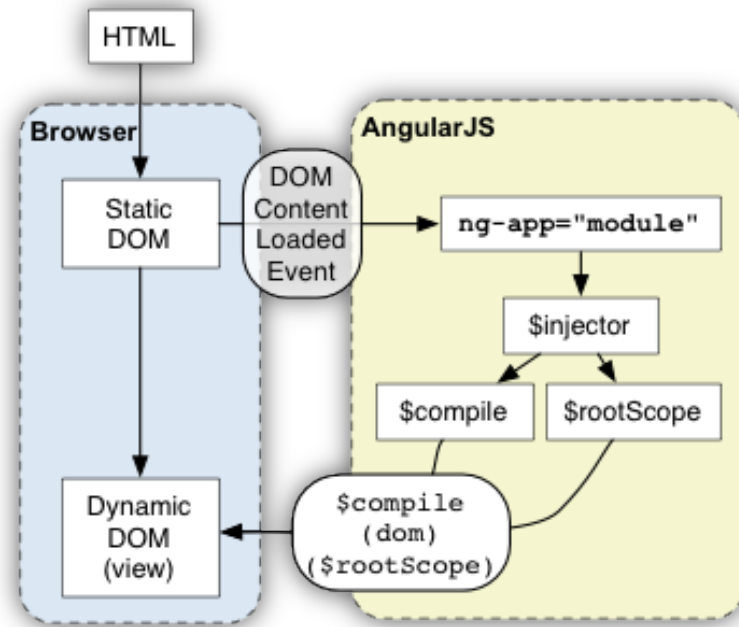 HTML
Browser
Static
DOM
DOM
Content
Loaded
Event
AngularJS
ng-app="module"
$injector
$compile
$rootScope
$compile
(dom)
($rootScope)
Dynamic
DOM
(view)